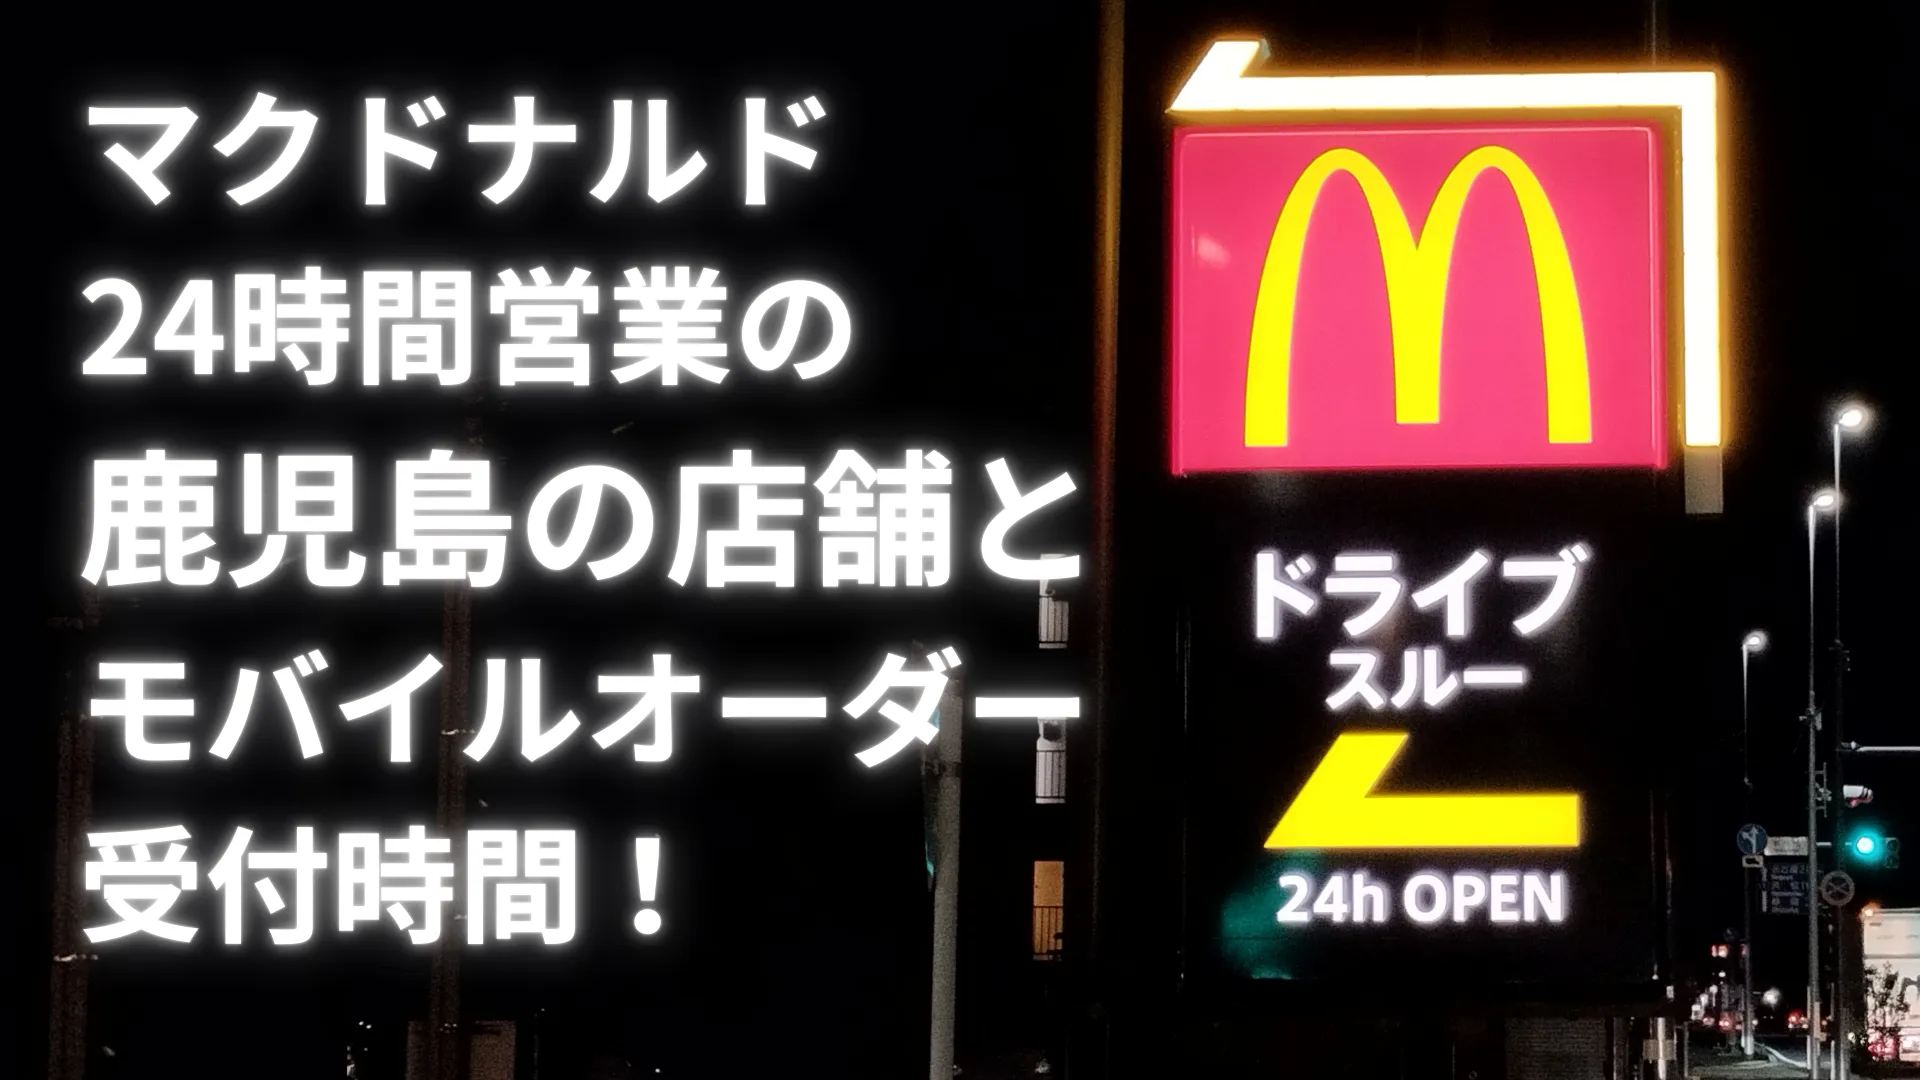 マクドナルド
24時間営業の
鹿児島の店舗と
モバイルオーダー
受付時間！
ドライブ
スルー
24h OPEN